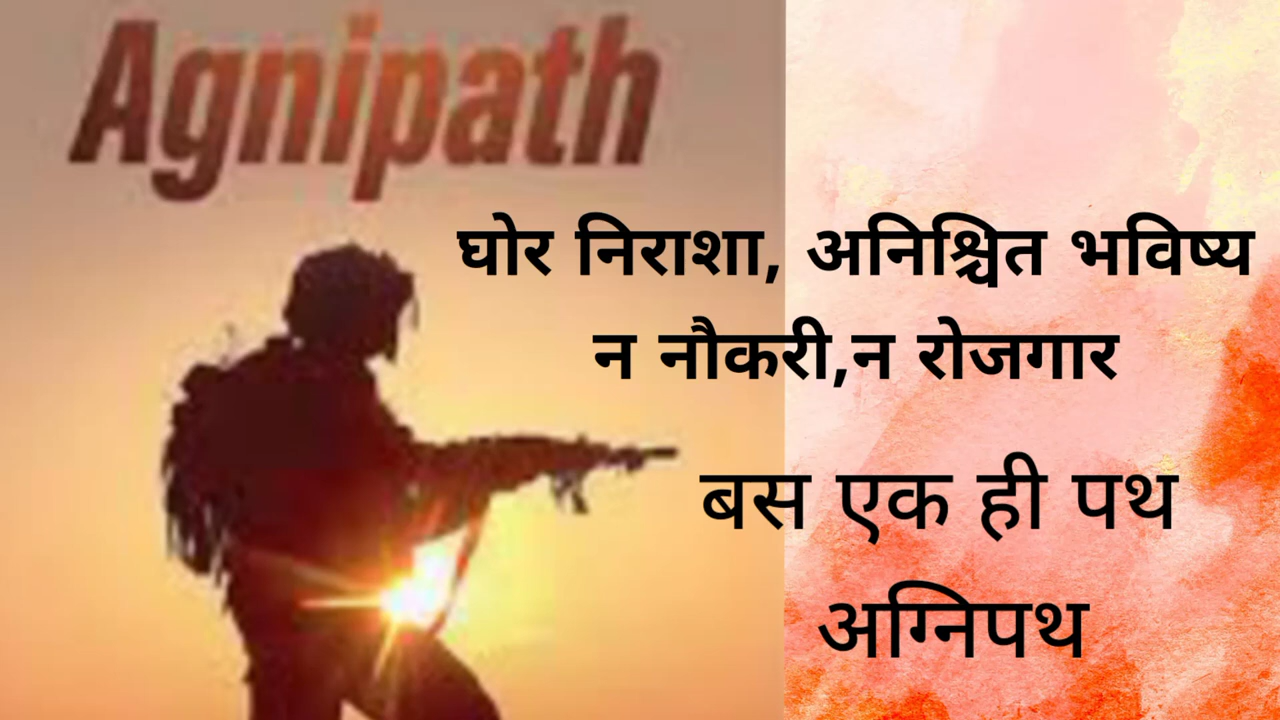 Agnipath
घोर निराशा, अनिश्चित भविष्य
न नौकरी,न रोजगार
बस एक ही पथ
अग्निपथ